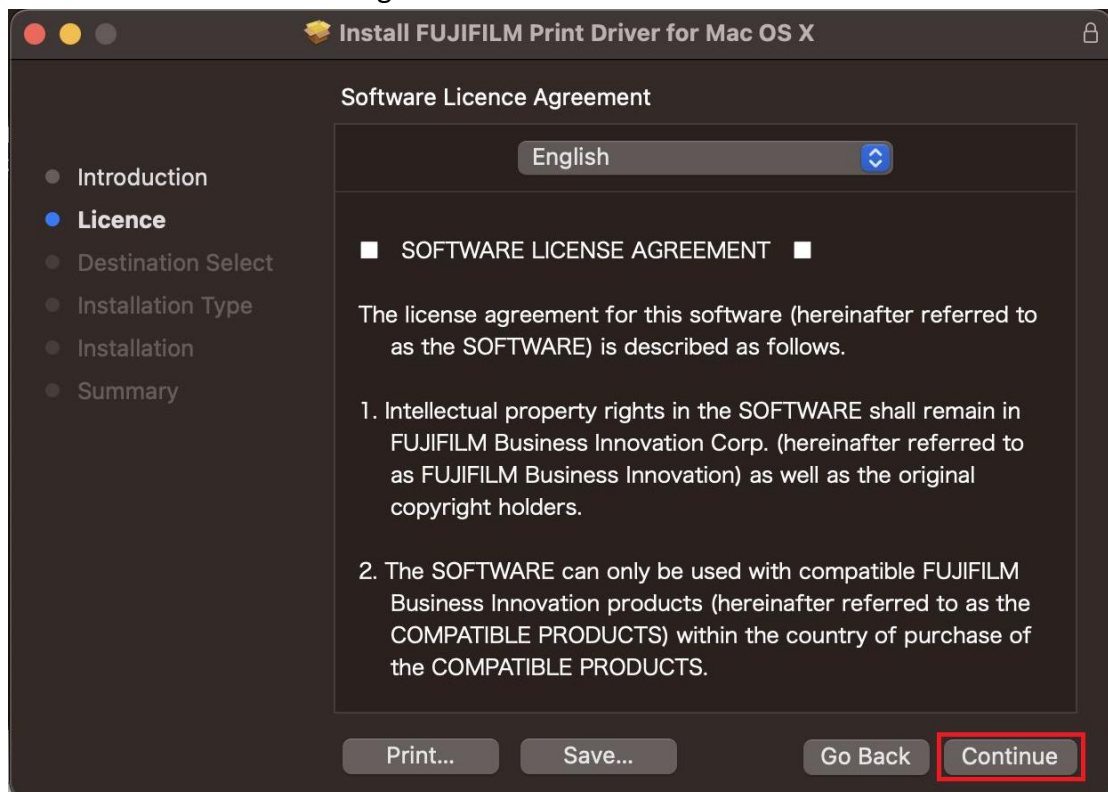 Install FUJIFILM Print Driver for Mac OS X
Software Licence Agreement
English
Introduction
Licence
Destination Select
Installation Type
Installation
Summary
SOFTWARE LICENSE AGREEMENT
The license agreement for this software (hereinafter referred to
as the SOFTWARE) is described as follows.
1. Intellectual property rights in the SOFTWARE shall remain in
FUJIFILM Business Innovation Corp. (hereinafter referred to
as FUJIFILM Business Innovation) as well as the original
copyright holders.
2. The SOFTWARE can only be used with compatible FUJIFILM
Business Innovation products (hereinafter referred to as the
COMPATIBLE PRODUCTS) within the country of purchase of
the COMPATIBLE PRODUCTS.
Print...
Save...
Go Back
Continue